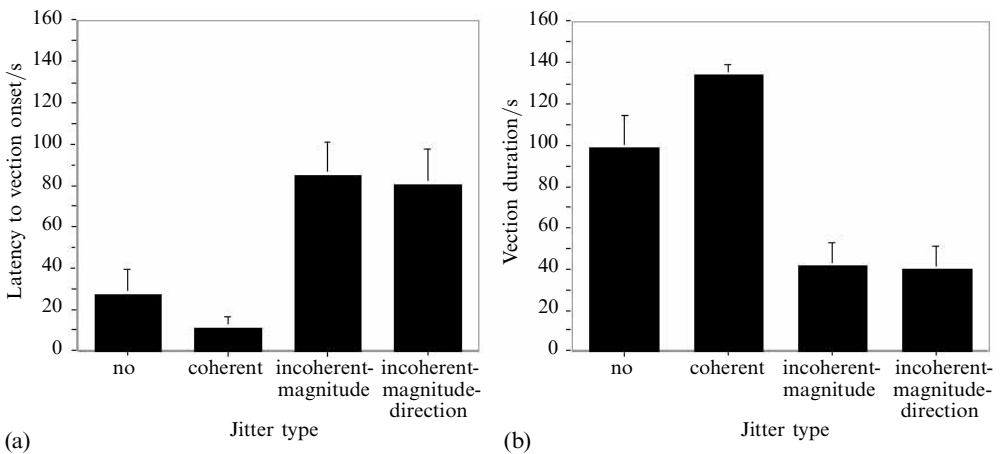 160
140
120
100
80
60
40
20
0
Latency to vection onset/s
no
coherent
incoherent-
magnitude
incoherent-
magnitude-
direction
Jitter type
(a)
160
140
120
100
80
60
40
20
0
Vection duration/s
no
coherent
incoherent-
magnitude
incoherent-
magnitude-
direction
Jitter type
(b)